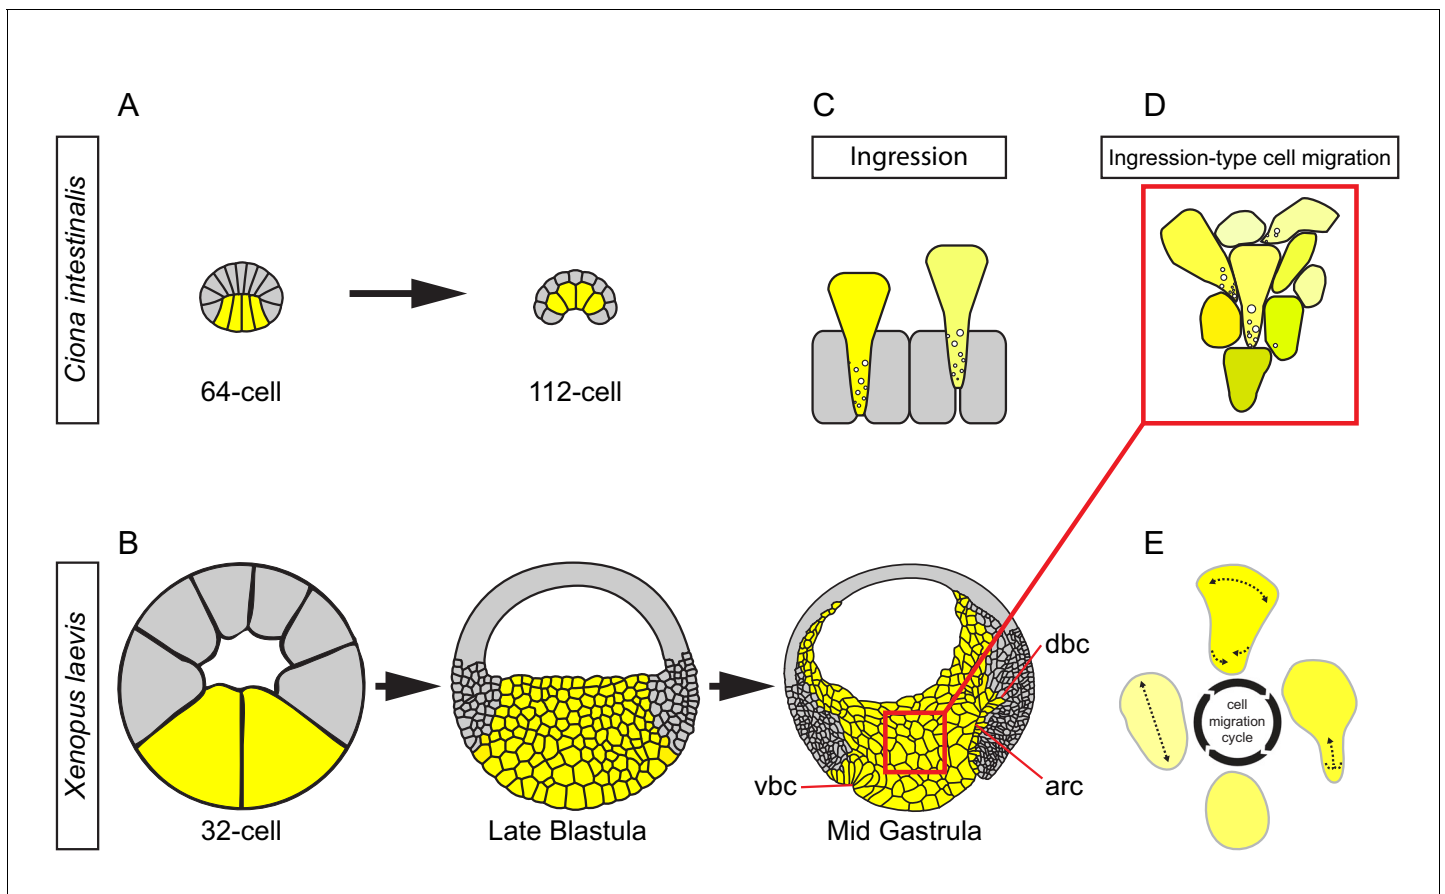 A
C
D
Ciona intestinalis
Ingression
Ingression-type cell migration
64-cell
112-cell
B
E
Xenopus laevis
dbc
cell
migration
cycle
vbc
arc
32-cell
Late Blastula
Mid Gastrula